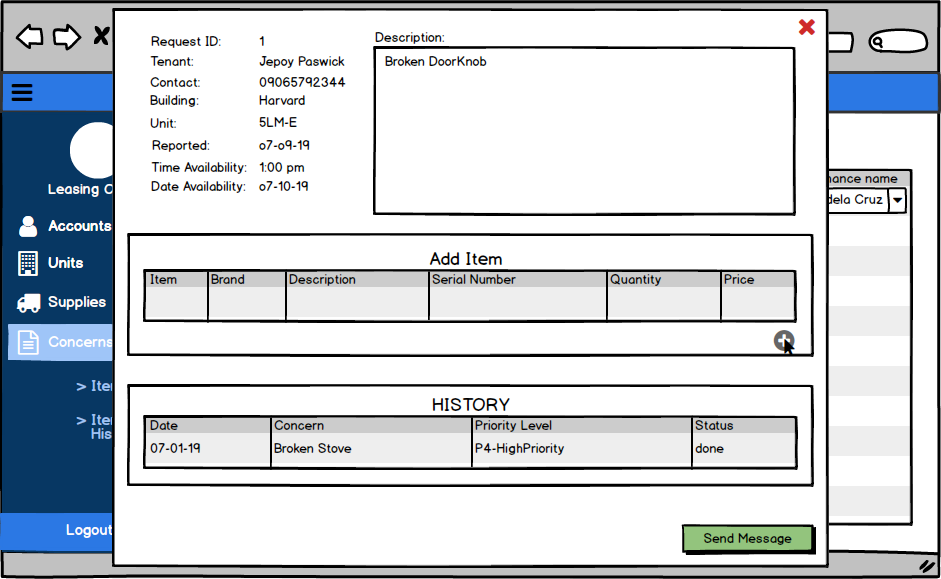 Request ID: 1
Tenant: Jepoy Paswick
Contact: 09065792344
Building: Harvard
Unit: 5LM-E
Reported: 07-09-19
Time Availability: 1:00 pm
Date Availability: 07-10-19
Description:
Broken DoorKnob
Leasing O
Accounts
Units
Supplies
Concerns
> Ite
> Ite
His
Logout
nance name
dela Cruz
Add Item
Item Brand Description Serial Number Quantity Price
HISTORY
Date Concern Priority Level Status
07-01-19 Broken Stove P4-HighPriority done
Send Message